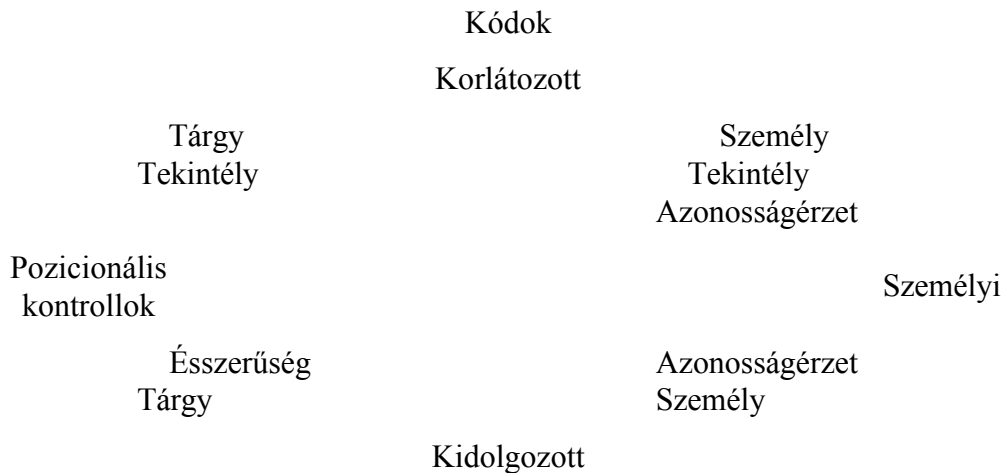 Kódok
Korlátozott
Tárgy Személy
Tekintély Tekintély
Azonosságérzet
Pozicionális
kontrollok
Személyi
Ésszerűség Azonosságérzet
Tárgy Személy
Kidolgozott